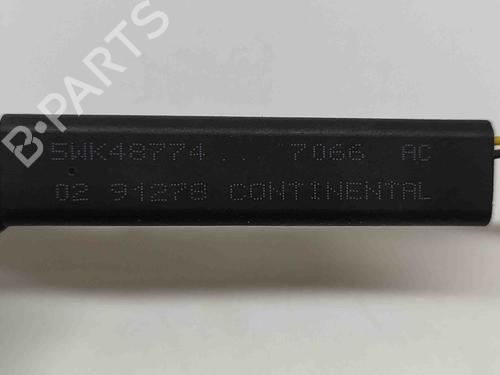 B·PARTS
5WK48774 .. 7066 AC
02 91278 CONTINENTAL